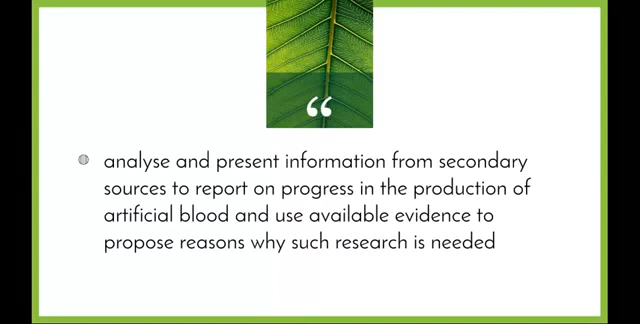 “
analyse and present information from secondary
sources to report on progress in the production of
artificial blood and use available evidence to
propose reasons why such research is needed